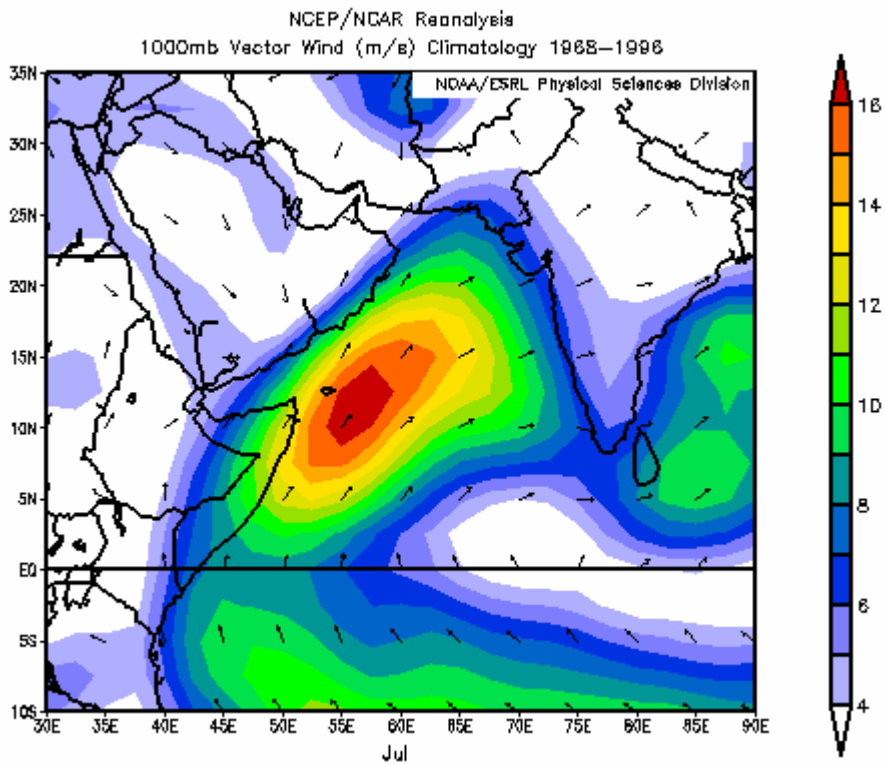 NCEP/NCAR Reanalysis
1000mb Vector Wind (m/s) Climatology 1968–1996
NOAA/ESRL Physical Sciences Division
35N
30N
25N
20N
15N
10N
5N
EQ
5S
10S
30E 35E 40E 45E 50E 55E 60E 65E 70E 75E 80E 85E 90E
Jul
16
14
12
10
8
6
4